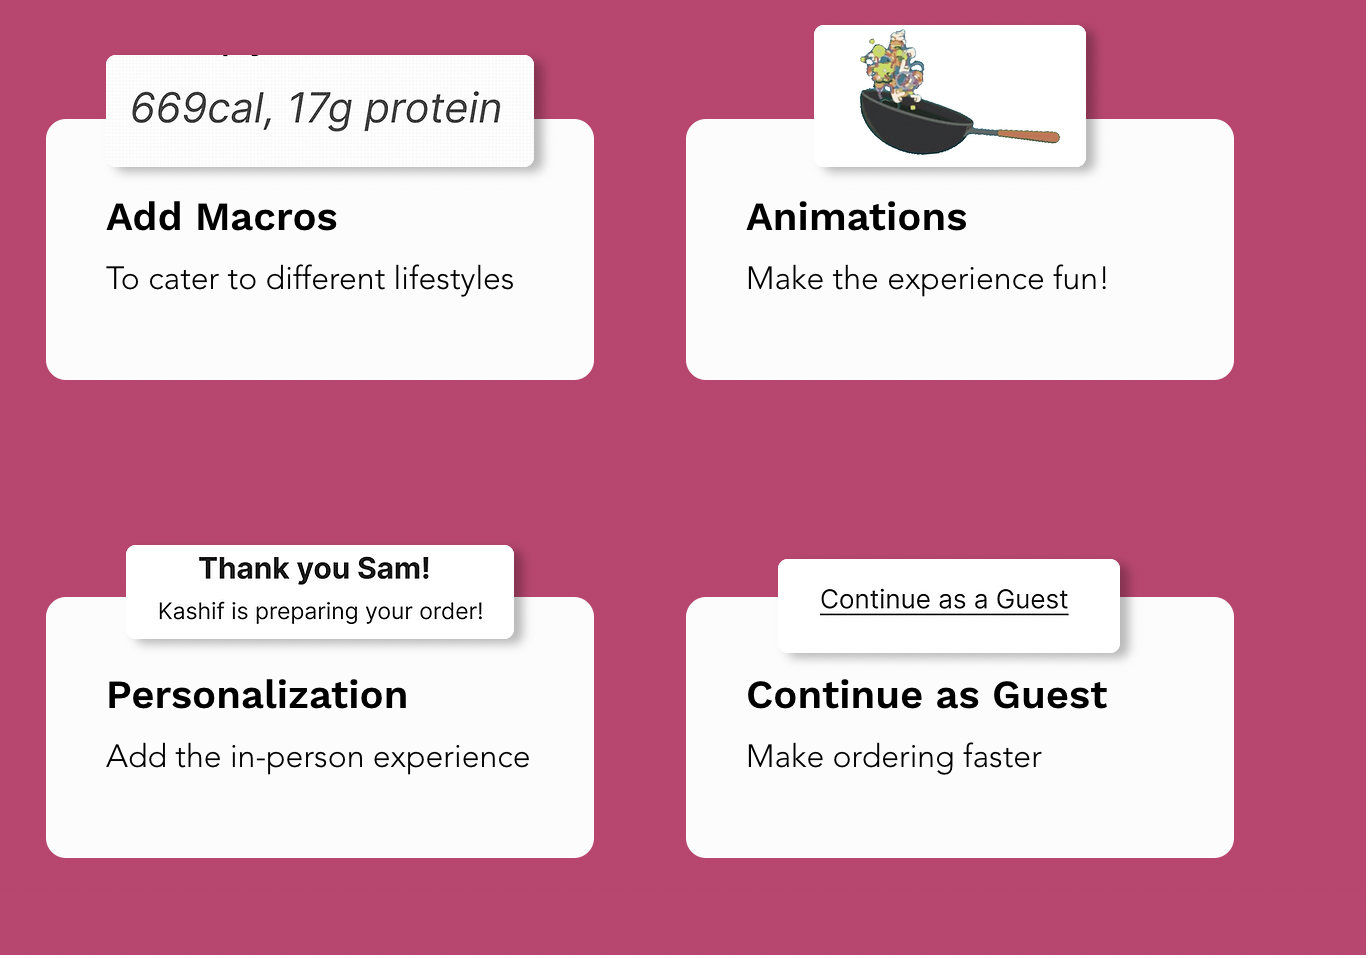 669cal, 17g protein
Add Macros
To cater to different lifestyles
Animations
Make the experience fun!
Thank you Sam!
Kashif is preparing your order!
Personalization
Add the in-person experience
Continue as a Guest
Continue as Guest
Make ordering faster